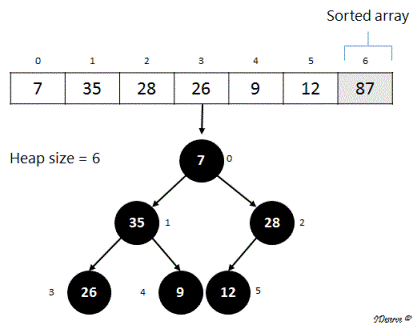 Sorted array
0 1 2 3 4 5 6
7 35 28 26 9 12 87
Heap size = 6
7 0
35 1 28 2
3 26 4 9 12 5
JDeserve ©